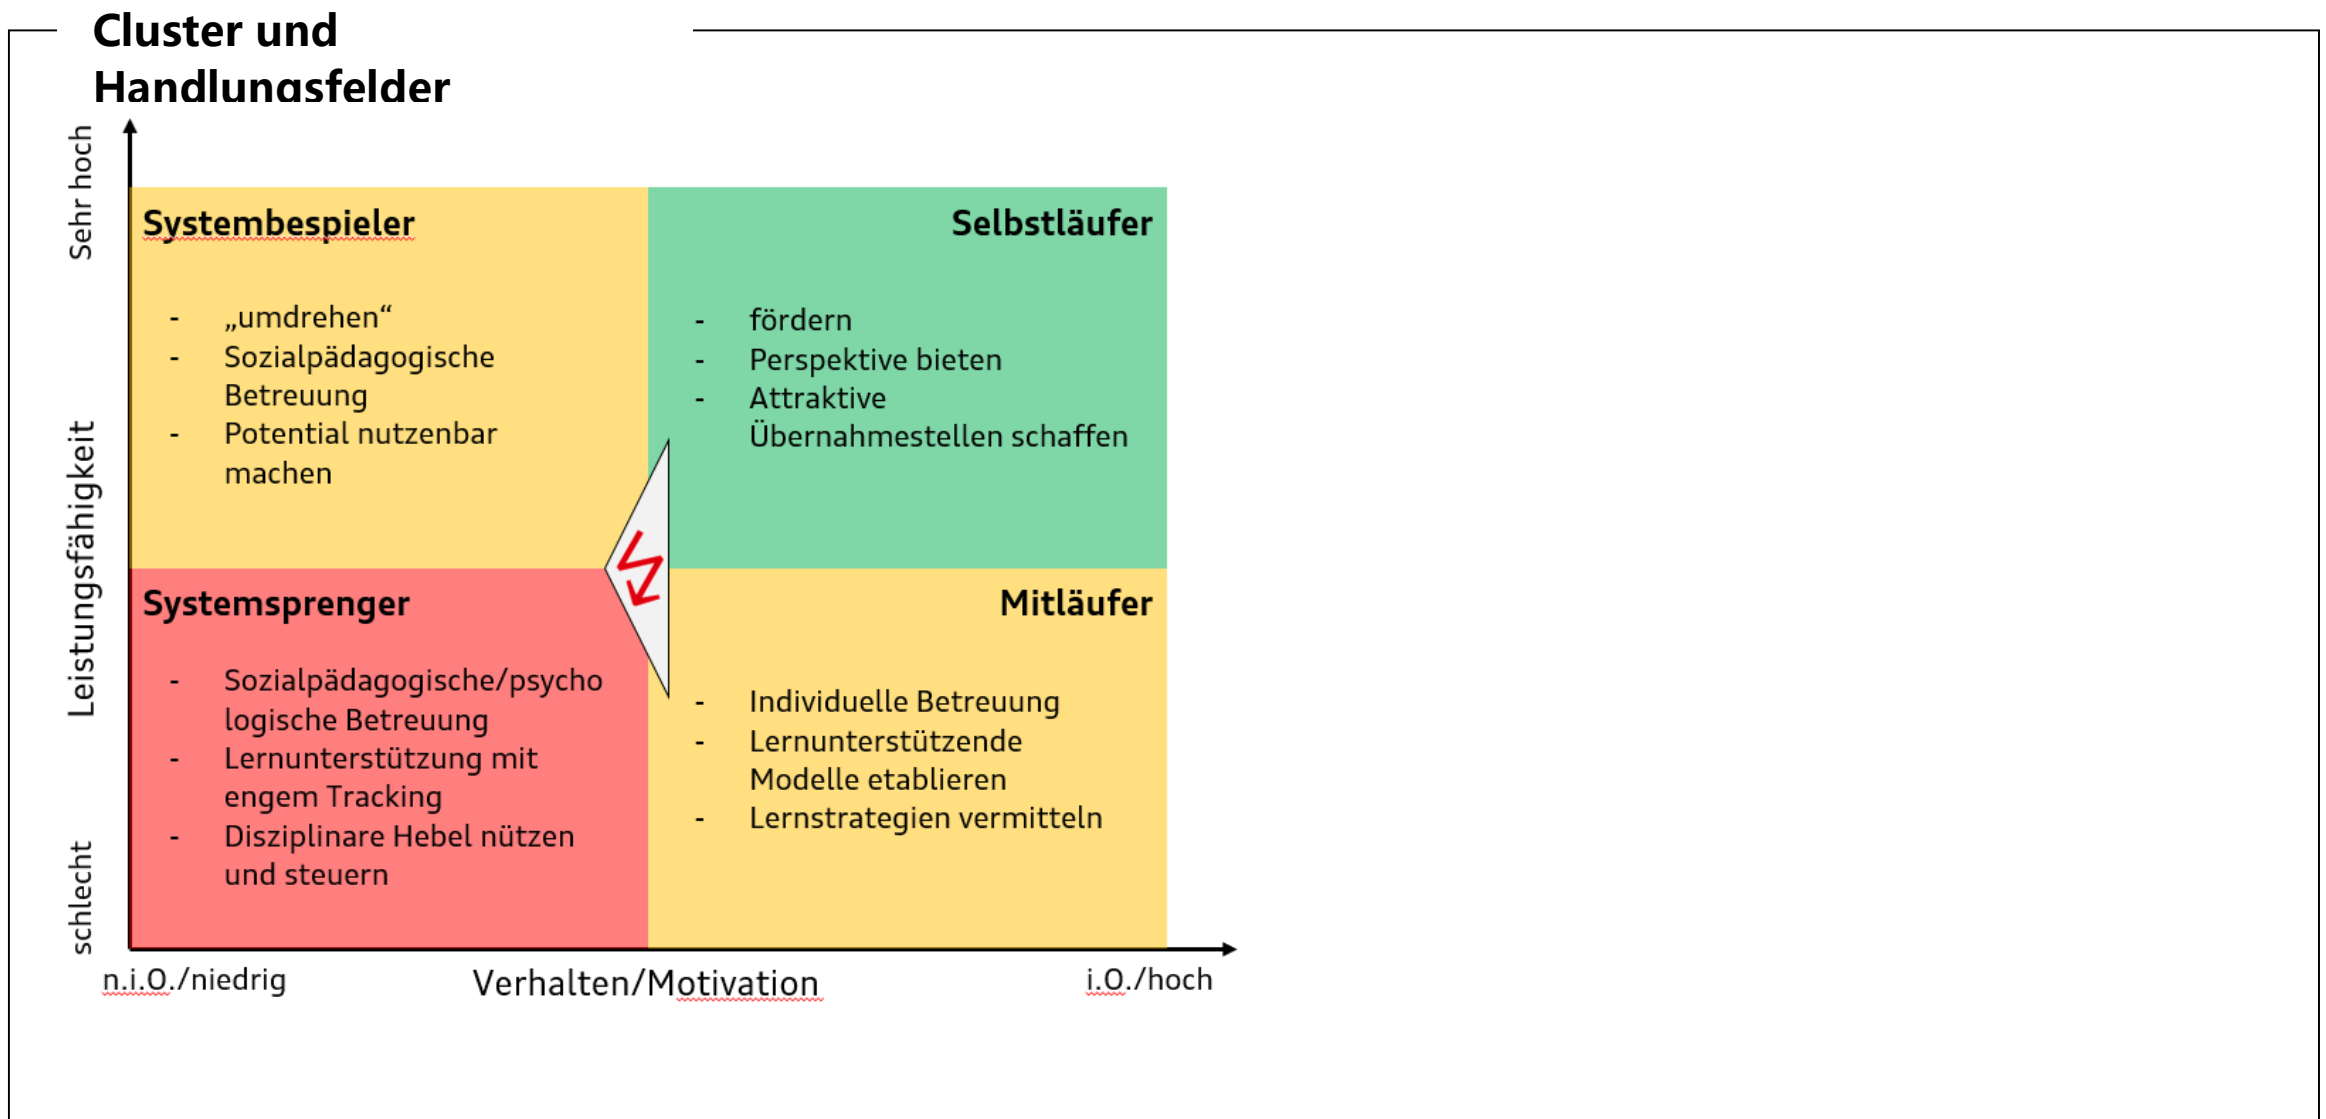 Cluster und
Handlungsfelder
Sehr hoch
Leistungsfähigkeit
schlecht
Systembespieler
- „umdrehen“
- Sozialpädagogische
Betreuung
- Potential nutzenbar
machen
Selbstläufer
- fördern
- Perspektive bieten
- Attraktive
Übernahmestellen schaffen
Systemsprenger
- Sozialpädagogische/psycho
logische Betreuung
- Lernunterstützung mit
engem Tracking
- Disziplinare Hebel nützen
und steuern
Mitläufer
- Individuelle Betreuung
- Lernunterstützende
Modelle etablieren
- Lernstrategien vermitteln
n.i.O./niedrig
Verhalten/Motivation
i.O./hoch